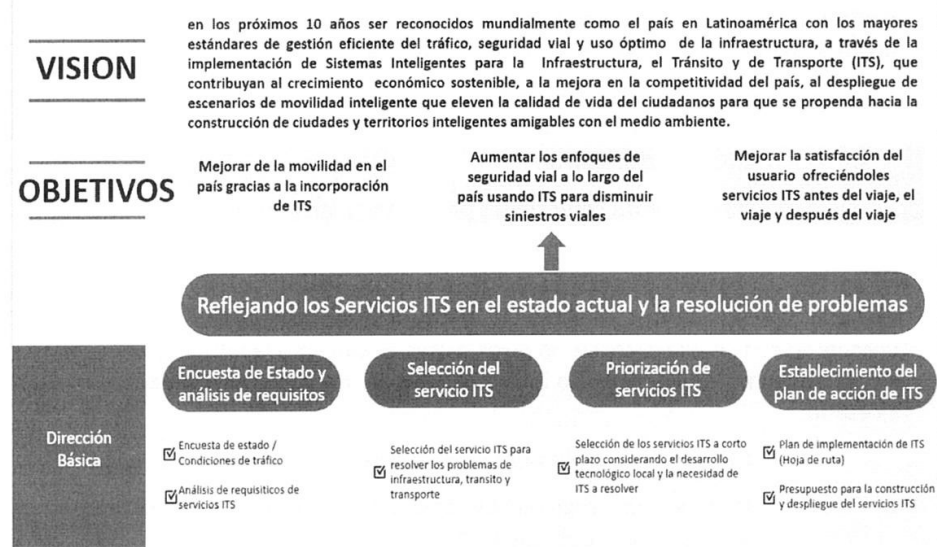 VISION
en los próximos 10 años ser reconocidos mundialmente como el país en Latinoamérica con los mayores
estándares de gestión eficiente del tráfico, seguridad vial y uso óptimo de la infraestructura, a través de la
implementación de Sistemas Inteligentes para la Infraestructura, el Tránsito y de Transporte (ITS), que
contribuyan al crecimiento económico sostenible, a la mejora en la competitividad del país, al despliegue de
escenarios de movilidad inteligente que eleven la calidad de vida del ciudadanos para que se propenda hacia la
construcción de ciudades y territorios inteligentes amigables con el medio ambiente.
OBJETIVOS
Mejorar de la movilidad en el
país gracias a la incorporación
de ITS
Aumentar los enfoques de
seguridad vial a lo largo del
país usando ITS para disminuir
siniestros viales
Mejorar la satisfacción del
usuario ofreciéndoles
servicios ITS antes del viaje, el
viaje y después del viaje
Reflejando los Servicios ITS en el estado actual y la resolución de problemas
Dirección
Básica
Encuesta de Estado y
análisis de requisitos
Encuesta de estado /
Condiciones de tráfico
Análisis de requisiticos de
servicios ITS
Selección del
servicio ITS
Selección del servicio ITS para
resolver los problemas de
infraestructura, transito y
transporte
Priorización de
servicios ITS
Selección de los servicios ITS a corto
plazo considerando el desarrollo
tecnológico local y la necesidad de
ITS a resolver
Establecimiento del
plan de acción de ITS
Plan de implementación de ITS
(Hoja de ruta)
Presupuesto para la construcción
y despliegue del servicios ITS